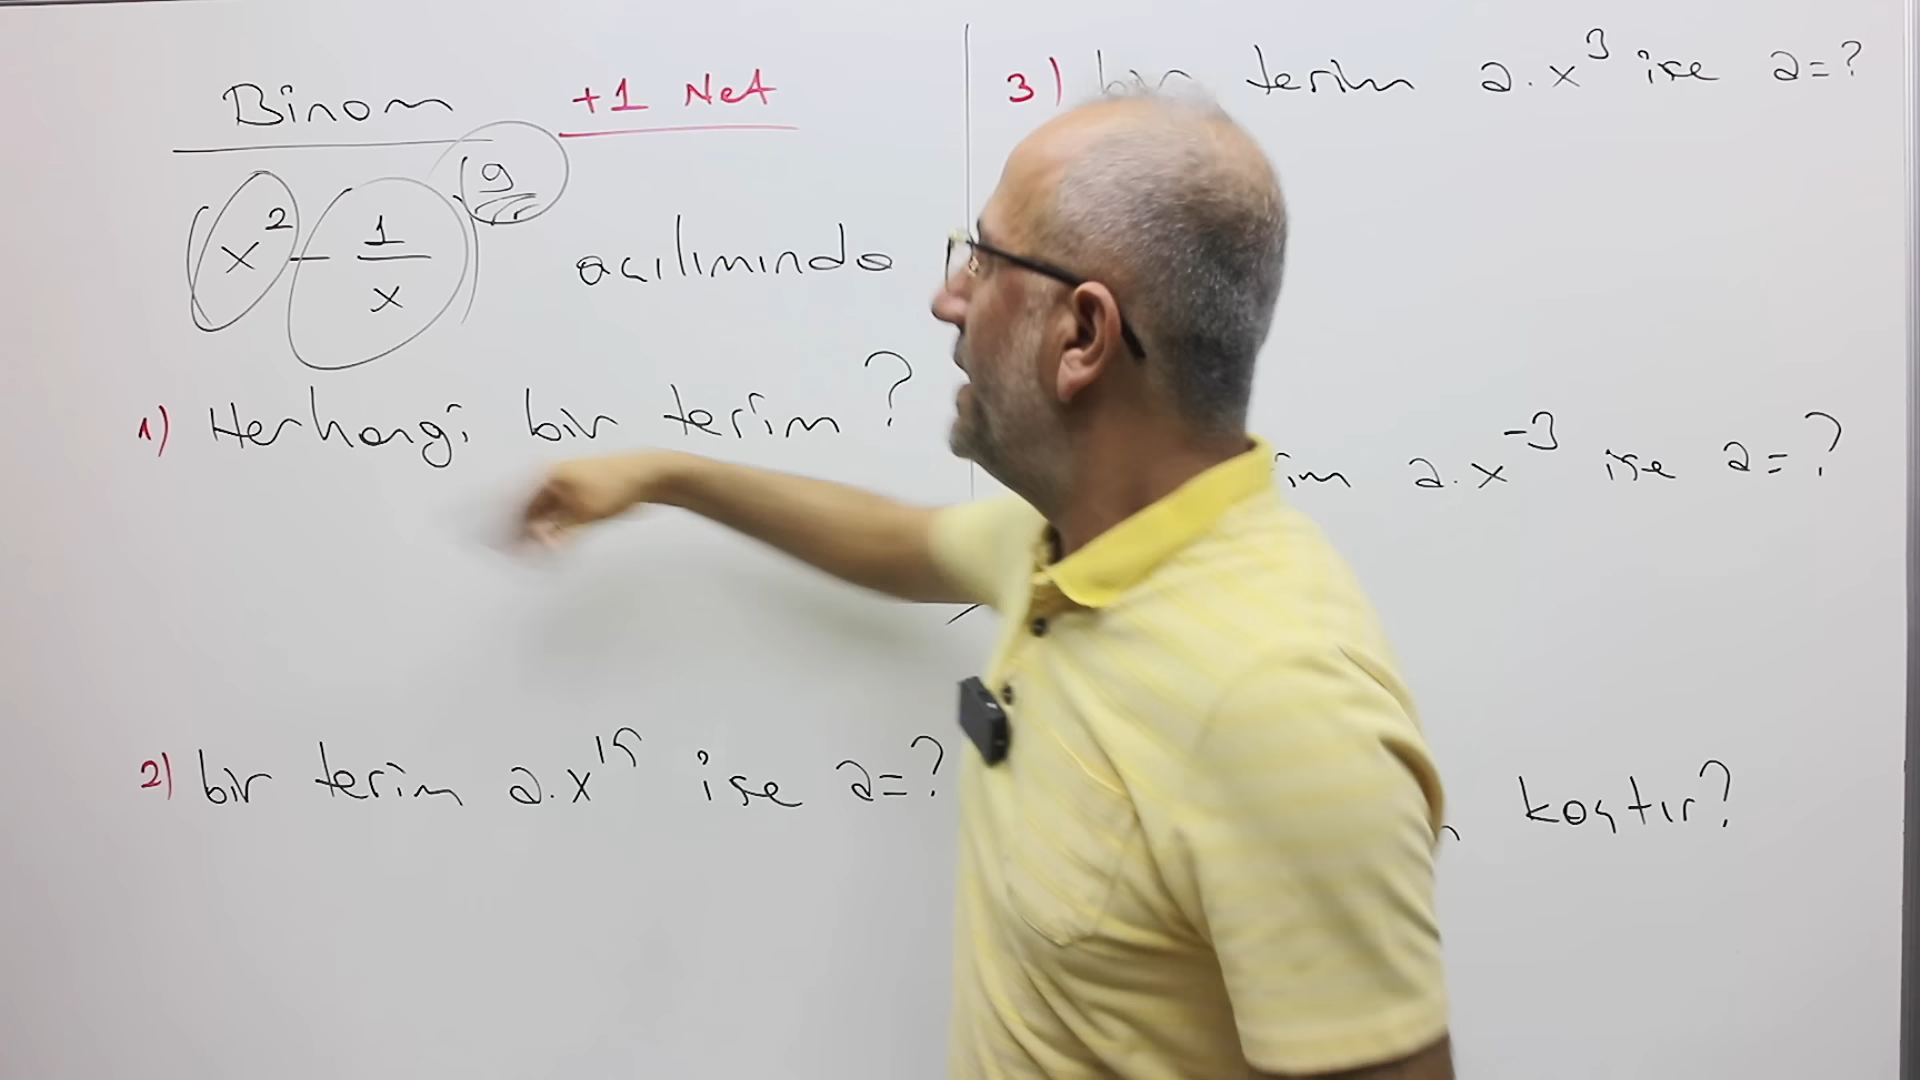 Binom +1 Net
(x² - 1/x)⁹ açılımında
1) Herhangi bir terim ?
2) bir terim a.x¹⁵ ise a=?
3) bir terim a.x³ ise a=?
a.x⁻³ ise a=?
kaçtır?